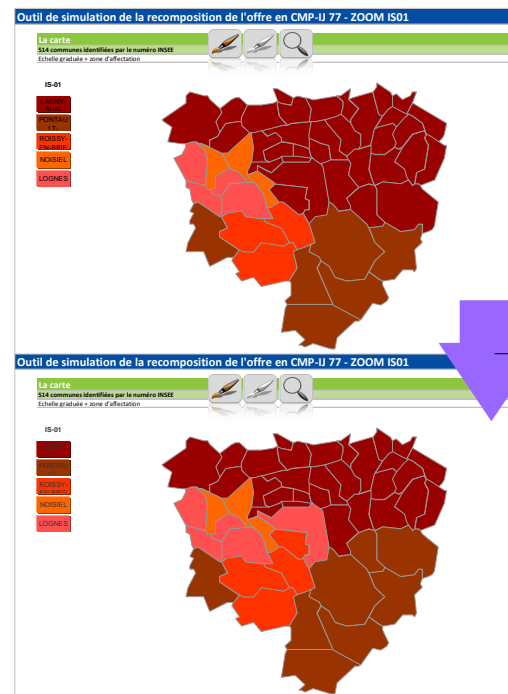 Outil de simulation de la recomposition de l'offre en CMP-IJ 77 - ZOOM IS01
La carte
514 communes identifiées par le numéro INSEE
Echelle graduée + zone d'affectation
IS-01
LAGNY-
PONTAU
LT-
ROISSY-
EN-BRIE
NOISIEL
LOGNES
Outil de simulation de la recomposition de l'offre en CMP-IJ 77 - ZOOM IS01
La carte
514 communes identifiées par le numéro INSEE
Echelle graduée + zone d'affectation
IS-01
PONTAU
LT-
ROISSY-
EN-BRIE
NOISIEL
LOGNES